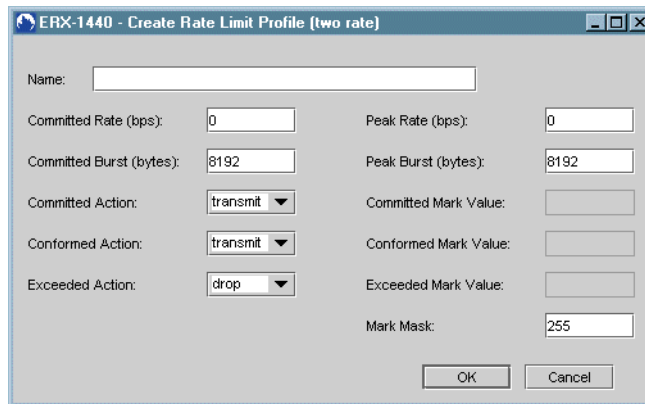 ERX-1440 - Create Rate Limit Profile (two rate)
Name:
Committed Rate (bps): 0 Peak Rate (bps): 0
Committed Burst (bytes): 8192 Peak Burst (bytes): 8192
Committed Action: transmit Committed Mark Value:
Conformed Action: transmit Conformed Mark Value:
Exceeded Action: drop Exceeded Mark Value:
Mark Mask: 255
OK Cancel